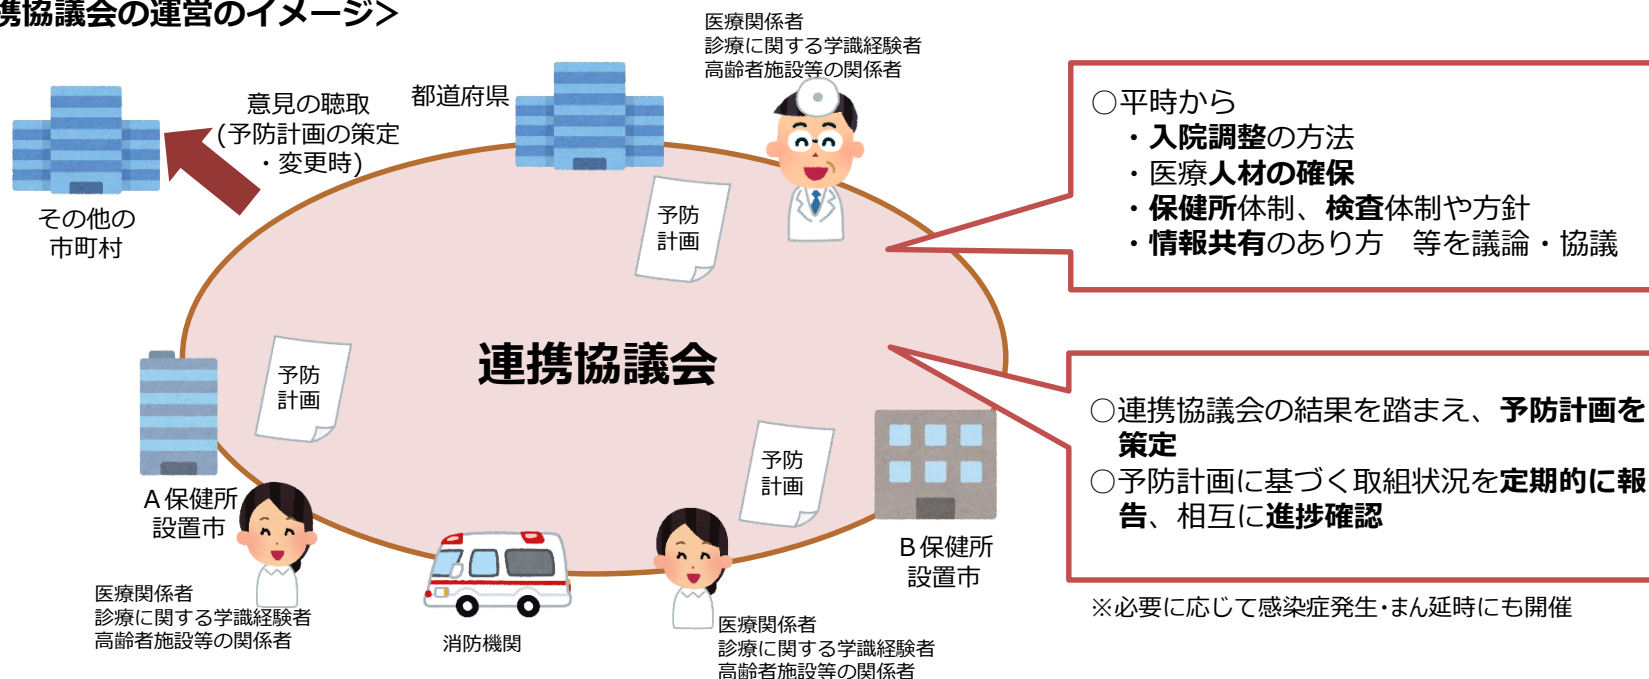 携協議会の運営のイメージ>
医療関係者
診療に関する学識経験者
高齢者施設等の関係者
都道府県
意見の聴取
(予防計画の策定
・変更時)
その他の
市町村
予防
計画
○平時から
・入院調整の方法
・医療人材の確保
・保健所体制、検査体制や方針
・情報共有のあり方　等を議論・協議
連携協議会
予防
計画
予防
計画
○連携協議会の結果を踏まえ、予防計画を
策定
○予防計画に基づく取組状況を定期的に報
告、相互に進捗確認
A保健所
設置市
B保健所
設置市
医療関係者
診療に関する学識経験者
高齢者施設等の関係者
消防機関
医療関係者
診療に関する学識経験者
高齢者施設等の関係者
※必要に応じて感染症発生・まん延時にも開催